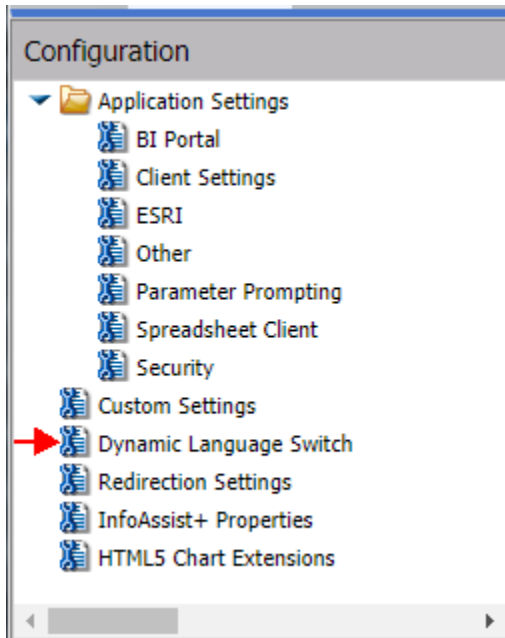 Configuration
Application Settings
BI Portal
Client Settings
ESRI
Other
Parameter Prompting
Spreadsheet Client
Security
Custom Settings
Dynamic Language Switch
Redirection Settings
InfoAssist+ Properties
HTML5 Chart Extensions